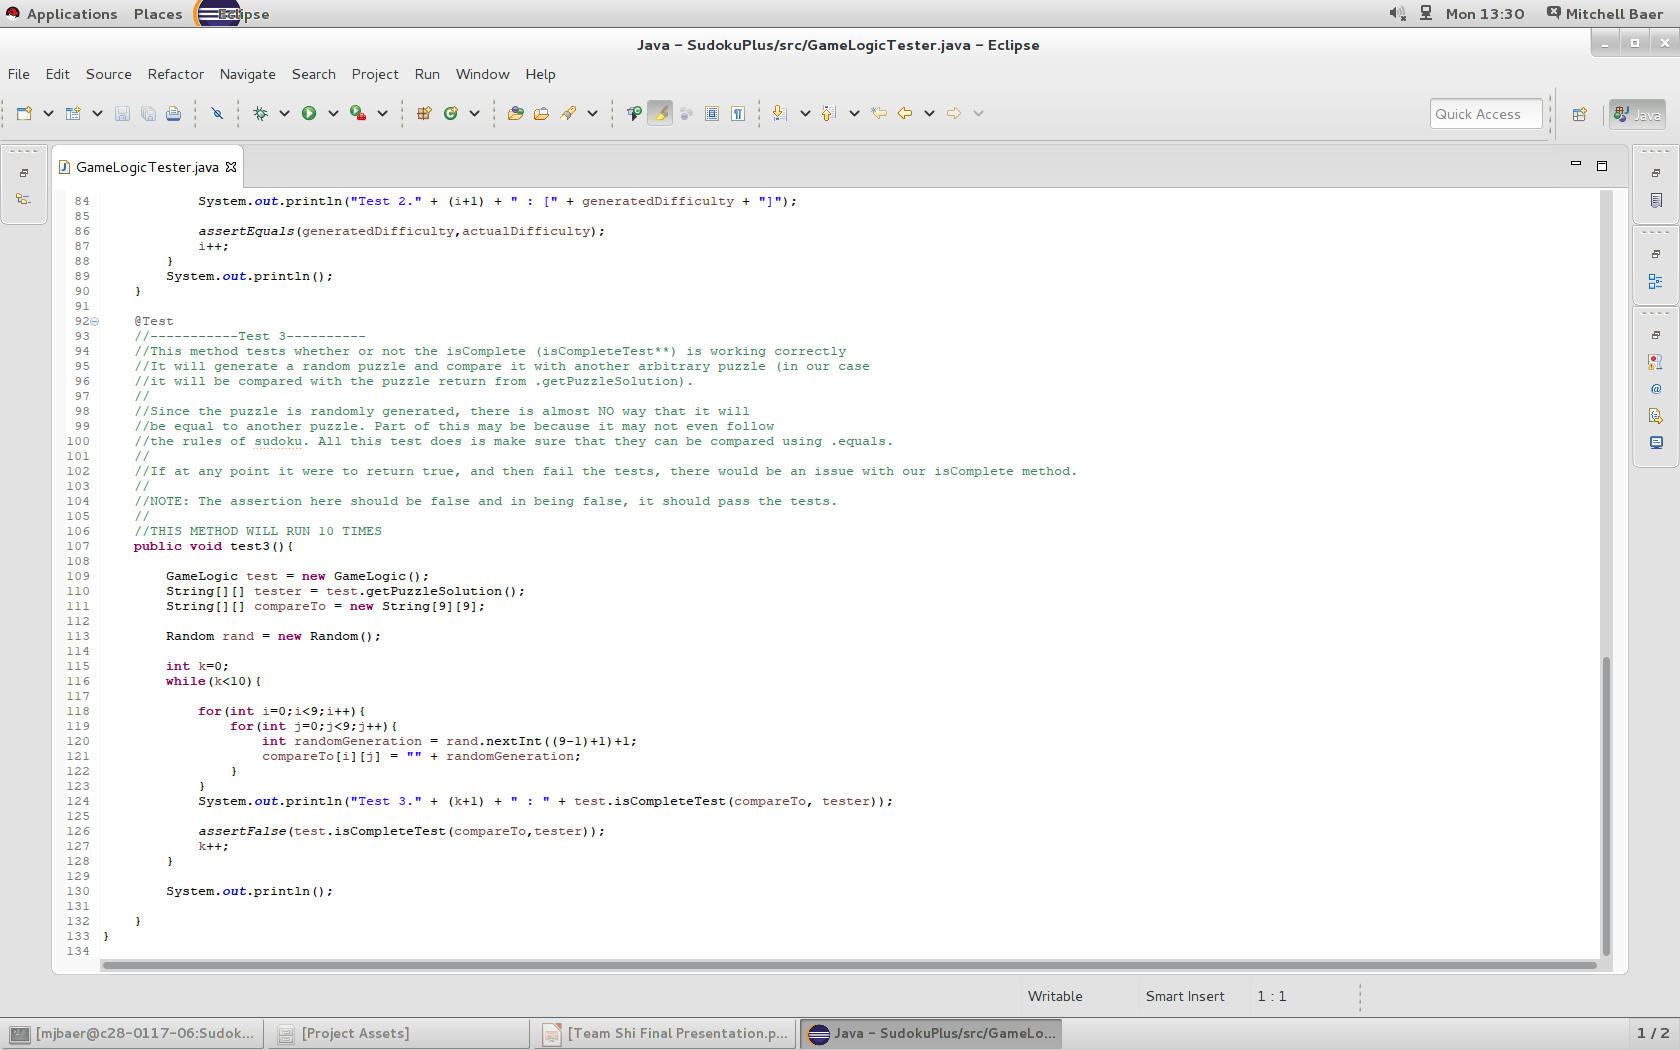 Applications Places Eclipse Mon 13:30 Mitchell Baer
Java - SudokuPlus/src/GameLogicTester.java - Eclipse
File Edit Source Refactor Navigate Search Project Run Window Help
Quick Access Java
GameLogicTester.java
84 System.out.println("Test 2." + (i+1) + " : [" + generatedDifficulty + "]");
85
86 assertEquals(generatedDifficulty,actualDifficulty);
87 i++;
88 }
89 System.out.println();
90 }
91
92 @Test
93 //-----------Test 3----------
94 //This method tests whether or not the isComplete (isCompleteTest**) is working correctly
95 //It will generate a random puzzle and compare it with another arbitrary puzzle (in our case
96 //it will be compared with the puzzle return from .getPuzzleSolution).
97 //
98 //Since the puzzle is randomly generated, there is almost NO way that it will
99 //be equal to another puzzle. Part of this may be because it may not even follow
100 //the rules of sudoku. All this test does is make sure that they can be compared using .equals.
101 //
102 //If at any point it were to return true, and then fail the tests, there would be an issue with our isComplete method.
103 //
104 //NOTE: The assertion here should be false and in being false, it should pass the tests.
105 //
106 //THIS METHOD WILL RUN 10 TIMES
107 public void test3(){
108
109 GameLogic test = new GameLogic();
110 String[][] tester = test.getPuzzleSolution();
111 String[][] compareTo = new String[9][9];
112
113 Random rand = new Random();
114
115 int k=0;
116 while(k<10){
117
118 for(int i=0;i<9;i++){
119 for(int j=0;j<9;j++){
120 int randomGeneration = rand.nextInt((9-1)+1)+1;
121 compareTo[i][j] = "" + randomGeneration;
122 }
123 }
124 System.out.println("Test 3." + (k+1) + " : " + test.isCompleteTest(compareTo, tester));
125
126 assertFalse(test.isCompleteTest(compareTo,tester));
127 k++;
128 }
129
130 System.out.println();
131
132 }
133 }
134
Writable Smart Insert 1 : 1
[mjbaer@c28-0117-06:Sudok... [Project Assets] [Team Shi Final Presentation.p... Java - SudokuPlus/src/GameLo... 1 / 2